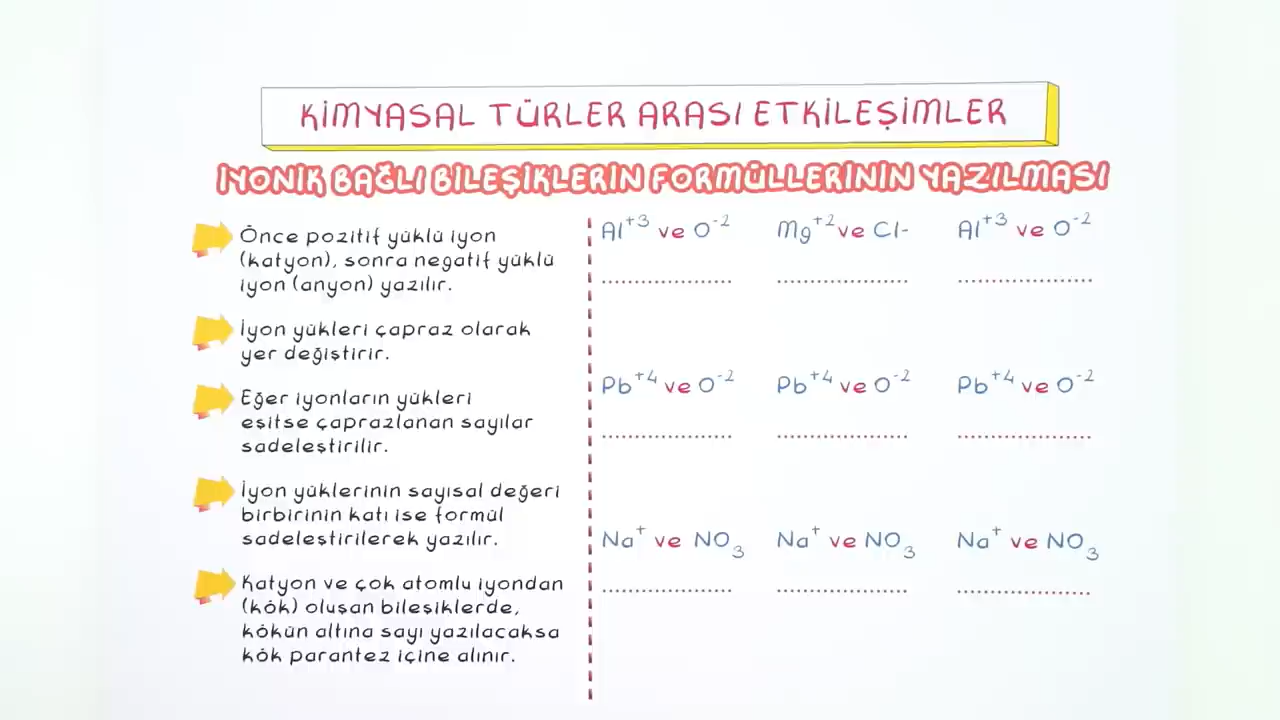 KİMYASAL TÜRLER ARASI ETKİLEŞİMLER
İYONİK BAĞLI BİLEŞİKLERİN FORMÜLLERİNİN YAZILMASI
Önce pozitif yüklü iyon
(katyon), sonra negatif yüklü
iyon (anyon) yazılır.
İyon yükleri çapraz olarak
yer değiştirir.
Eğer iyonların yükleri
eşitse çaprazlanan sayılar
sadeleştirilir.
İyon yüklerinin sayısal değeri
birbirinin katı ise formül
sadeleştirilerek yazılır.
Katyon ve çok atomlu iyondan
(kök) oluşan bileşiklerde,
kökün altına sayı yazılacaksa
kök parantez içine alınır.
Al⁺³ ve O⁻² Mg⁺² ve Cl- Al⁺³ ve O⁻²
Pb⁺⁴ ve O⁻² Pb⁺⁴ ve O⁻² Pb⁺⁴ ve O⁻²
Na⁺ ve NO₃ Na⁺ ve NO₃ Na⁺ ve NO₃